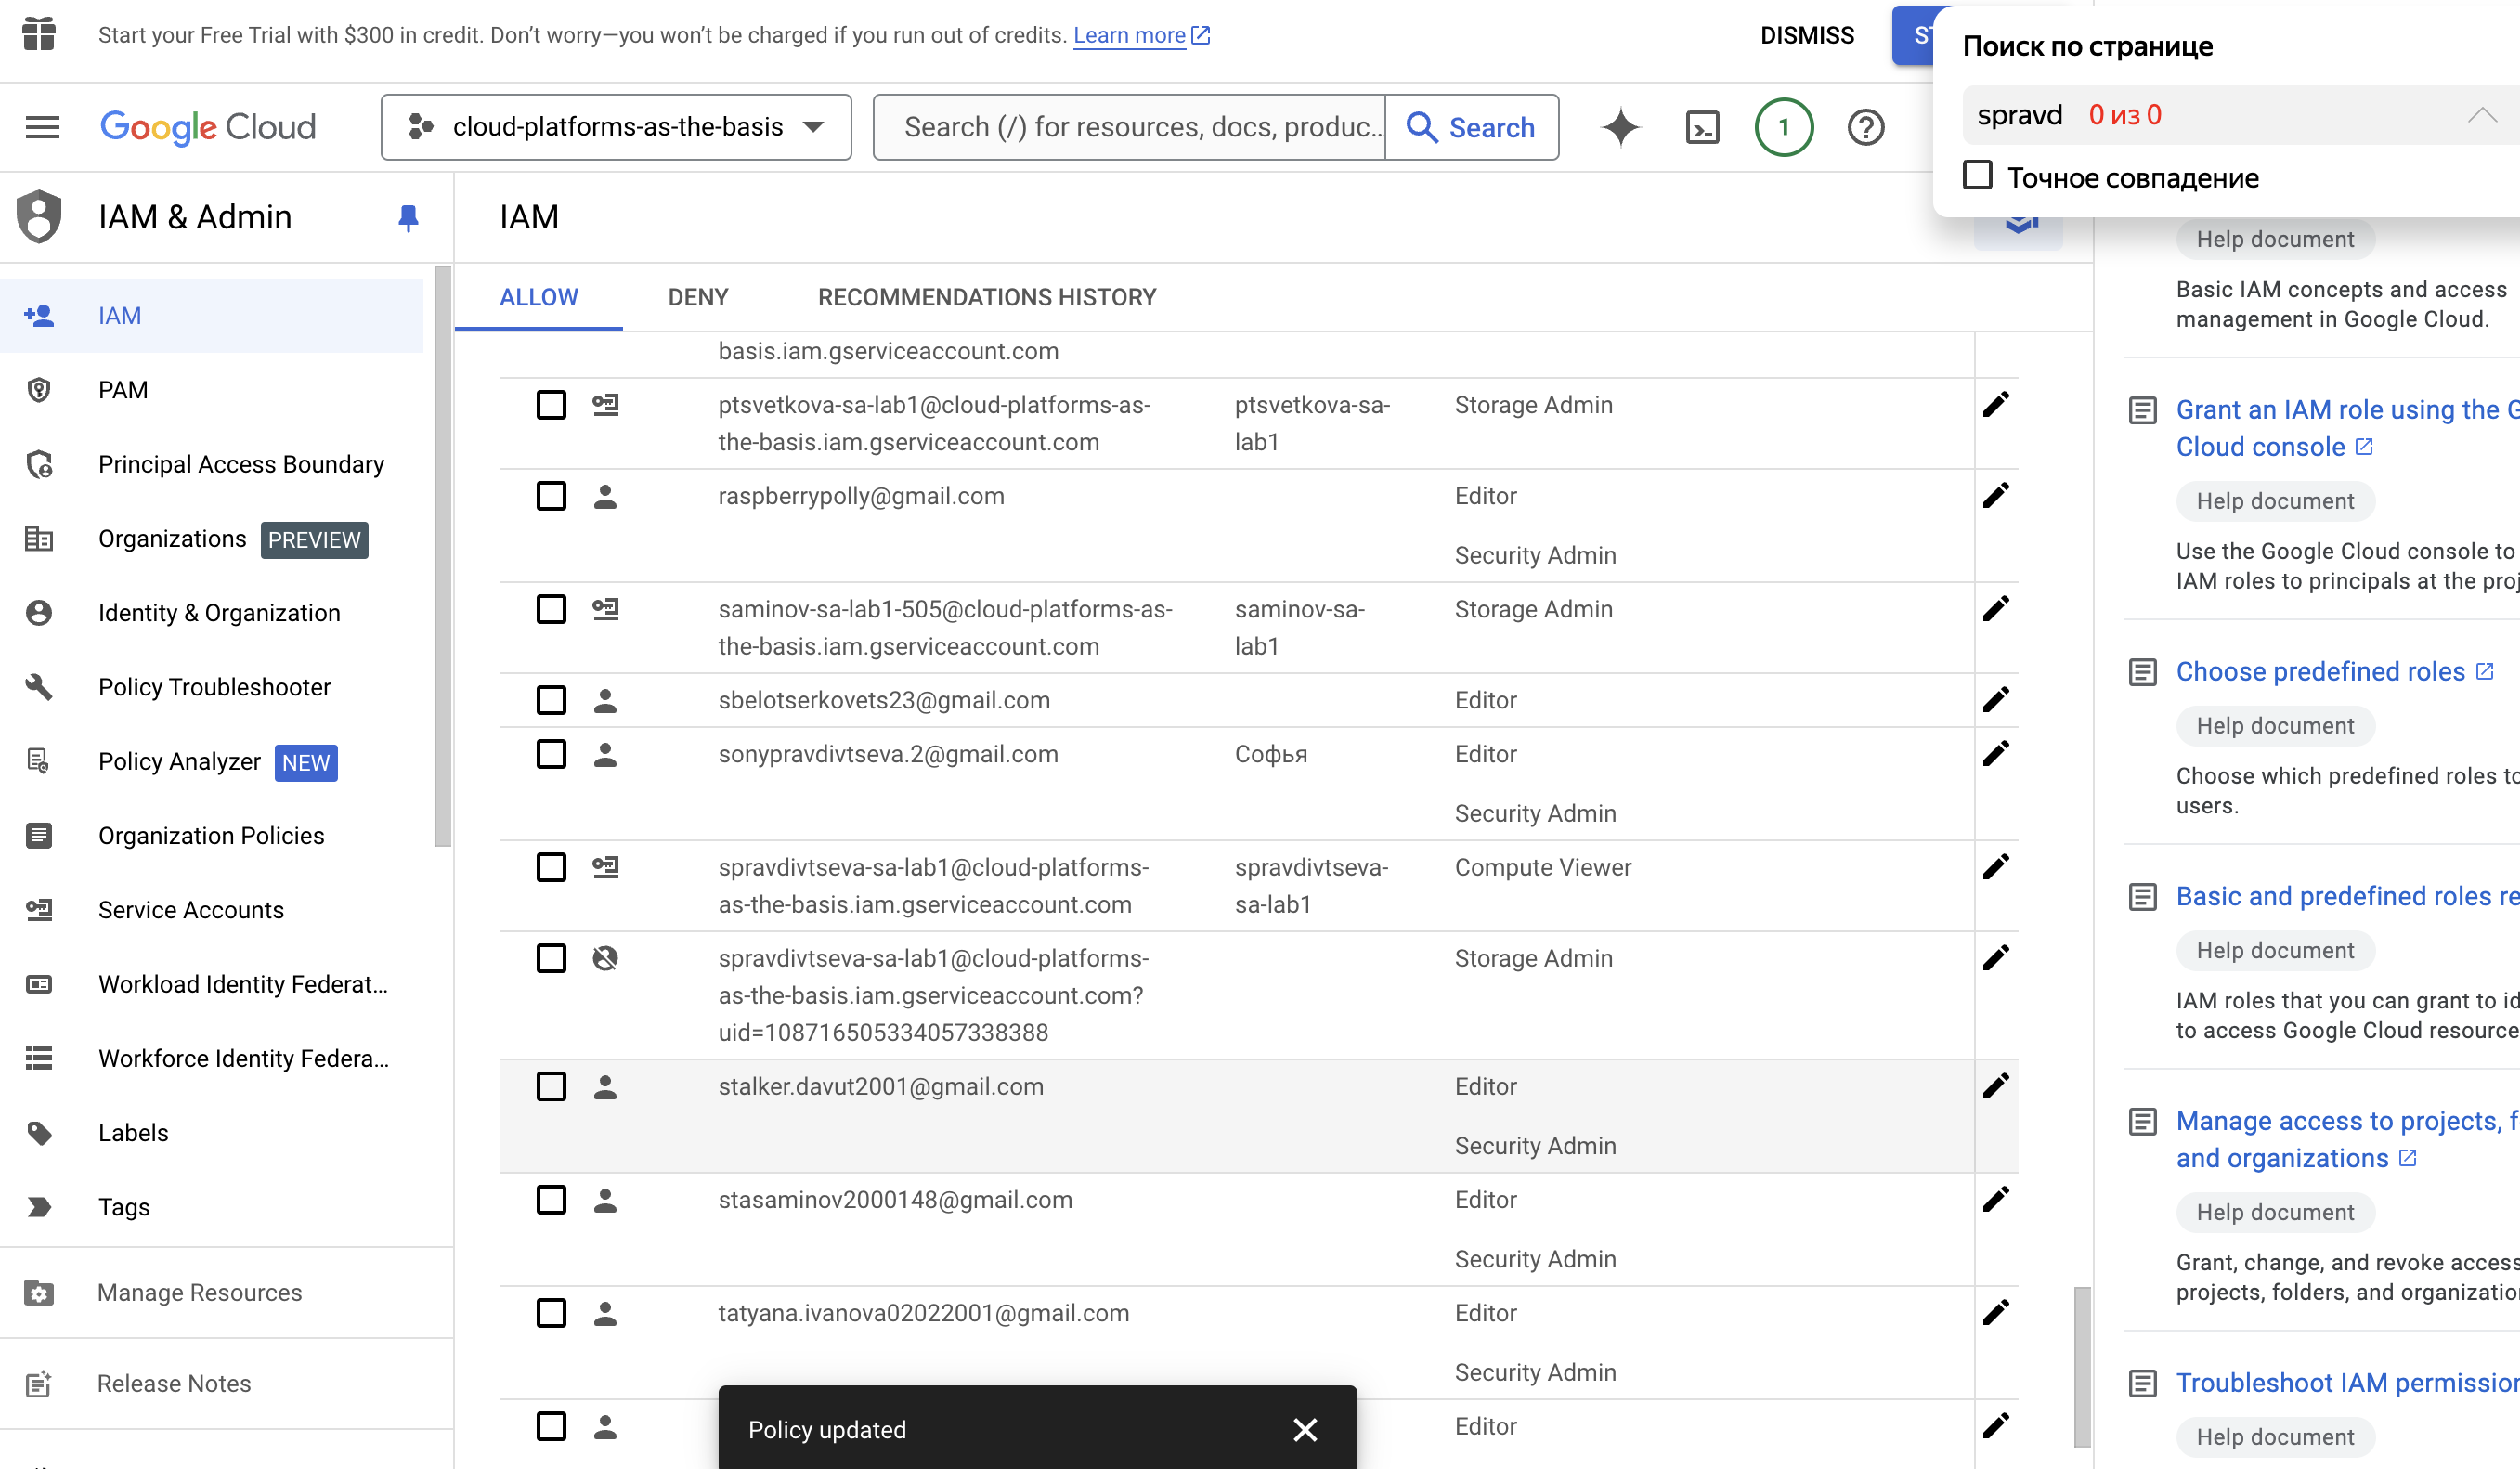 Start your Free Trial with $300 in credit. Don’t worry—you won’t be charged if you run out of credits. Learn more
DISMISS
Поиск по странице
spravd 0 из 0
Точное совпадение
Google Cloud
cloud-platforms-as-the-basis
Search (/) for resources, docs, produc...
Search
1
IAM & Admin
IAM
PAM
Principal Access Boundary
Organizations PREVIEW
Identity & Organization
Policy Troubleshooter
Policy Analyzer NEW
Organization Policies
Service Accounts
Workload Identity Federat...
Workforce Identity Federa...
Labels
Tags
Manage Resources
Release Notes
IAM
ALLOW DENY RECOMMENDATIONS HISTORY
basis.iam.gserviceaccount.com
ptsvetkova-sa-lab1@cloud-platforms-as- ptsvetkova-sa- Storage Admin
the-basis.iam.gserviceaccount.com lab1
raspberrypolly@gmail.com Editor
Security Admin
saminov-sa-lab1-505@cloud-platforms-as- saminov-sa- Storage Admin
the-basis.iam.gserviceaccount.com lab1
sbelotserkovets23@gmail.com Editor
sonypravdivtseva.2@gmail.com Софья Editor
Security Admin
spravdivtseva-sa-lab1@cloud-platforms- spravdivtseva- Compute Viewer
as-the-basis.iam.gserviceaccount.com sa-lab1
spravdivtseva-sa-lab1@cloud-platforms- Storage Admin
as-the-basis.iam.gserviceaccount.com?
uid=108716505334057338388
stalker.davut2001@gmail.com Editor
Security Admin
stasaminov2000148@gmail.com Editor
Security Admin
tatyana.ivanova02022001@gmail.com Editor
Security Admin
Editor
Policy updated
Help document
Basic IAM concepts and access
management in Google Cloud.
Grant an IAM role using the G
Cloud console
Help document
Use the Google Cloud console to
IAM roles to principals at the proj
Choose predefined roles
Help document
Choose which predefined roles to
users.
Basic and predefined roles re
Help document
IAM roles that you can grant to id
to access Google Cloud resource
Manage access to projects, f
and organizations
Help document
Grant, change, and revoke access
projects, folders, and organizatio
Troubleshoot IAM permission
Help document